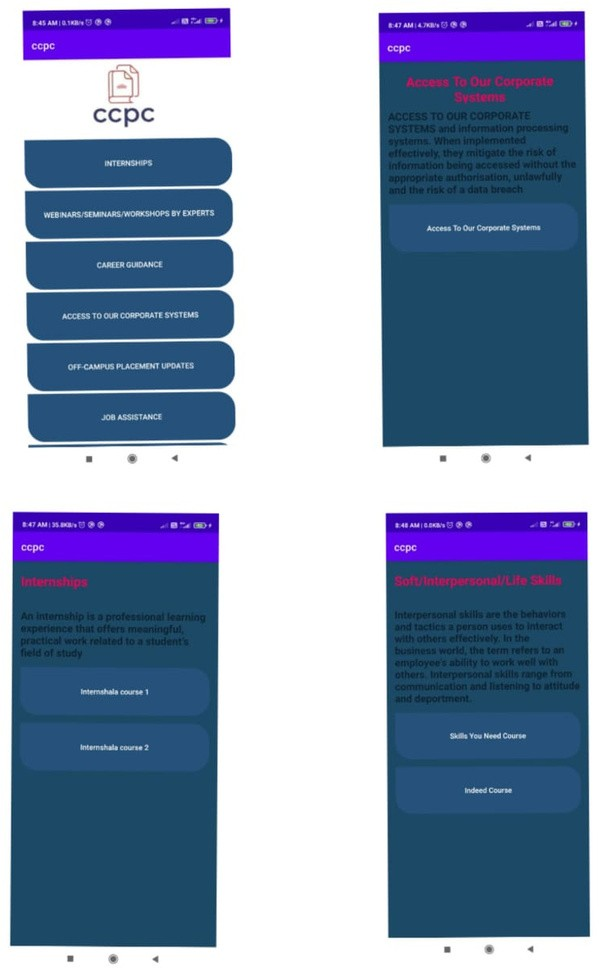 8:45 AM | 0.1KB/s
ccpc
ccpc
INTERNSHIPS
WEBINARS/SEMINARS/WORKSHOPS BY EXPERTS
CAREER GUIDANCE
ACCESS TO OUR CORPORATE SYSTEMS
OFF-CAMPUS PLACEMENT UPDATES
JOB ASSISTANCE
8:47 AM | 4.7KB/s
ccpc
Access To Our Corporate
Systems
ACCESS TO OUR CORPORATE
SYSTEMS and information processing
systems. When implemented
effectively, they mitigate the risk of
information being accessed without the
appropriate authorisation, unlawfully
and the risk of a data breach
Access To Our Corporate Systems
8:47 AM | 35.8KB/s
ccpc
Internships
An internship is a professional learning
experience that offers meaningful,
practical work related to a student's
field of study
Internshala course 1
Internshala course 2
8:48 AM | 0.0KB/s
ccpc
Soft/Interpersonal/Life Skills
Interpersonal skills are the behaviors
and tactics a person uses to interact
with others effectively. In the
business world, the term refers to an
employee's ability to work well with
others. Interpersonal skills range from
communication and listening to attitude
and deportment.
Skills You Need Course
Indeed Course